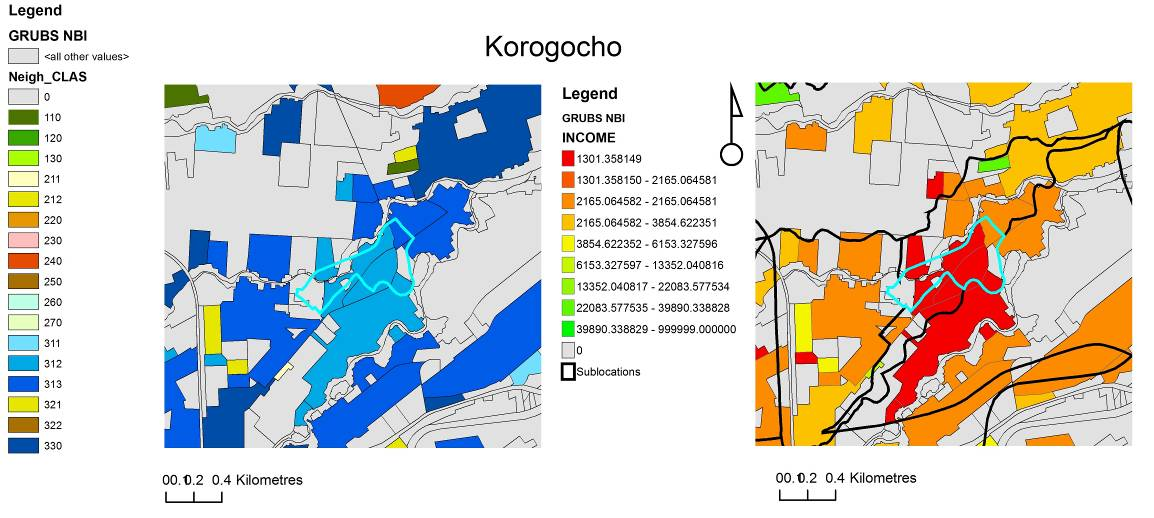 Legend
GRUBS NBI
<all other values>
Neigh_CLAS
0
110
120
130
211
212
220
230
240
250
260
270
311
312
313
321
322
330
Korogocho
Legend
GRUBS NBI
INCOME
1301.358149
1301.358150 - 2165.064581
2165.064582 - 2165.064581
2165.064582 - 3854.622351
3854.622352 - 6153.327596
6153.327597 - 13352.040816
13352.040817 - 22083.577534
22083.577535 - 39890.338828
39890.338829 - 999999.000000
0
Sublocations
00.10.2 0.4 Kilometres
00.10.2 0.4 Kilometres